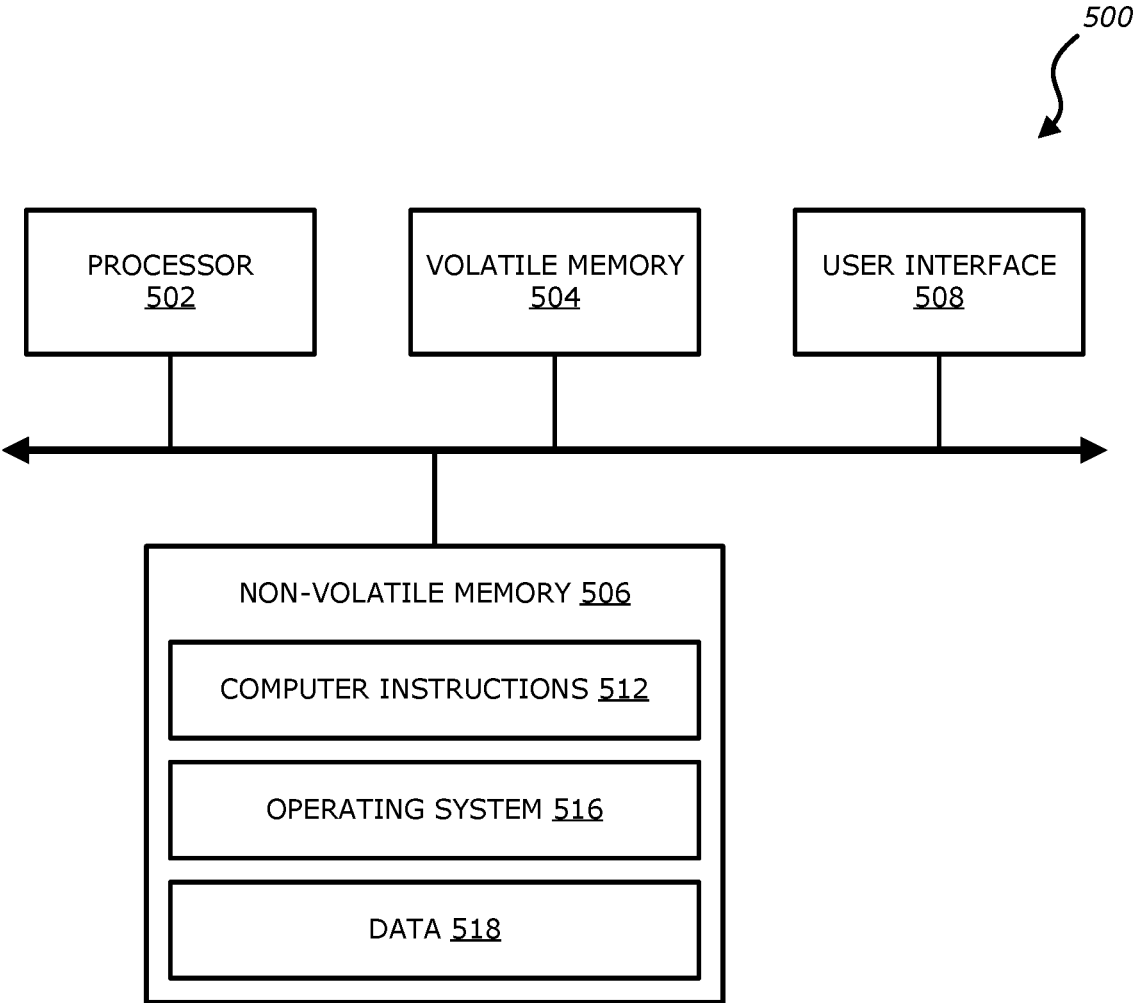 500
PROCESSOR
502
VOLATILE MEMORY
504
USER INTERFACE
508
NON-VOLATILE MEMORY 506
COMPUTER INSTRUCTIONS 512
OPERATING SYSTEM 516
DATA 518